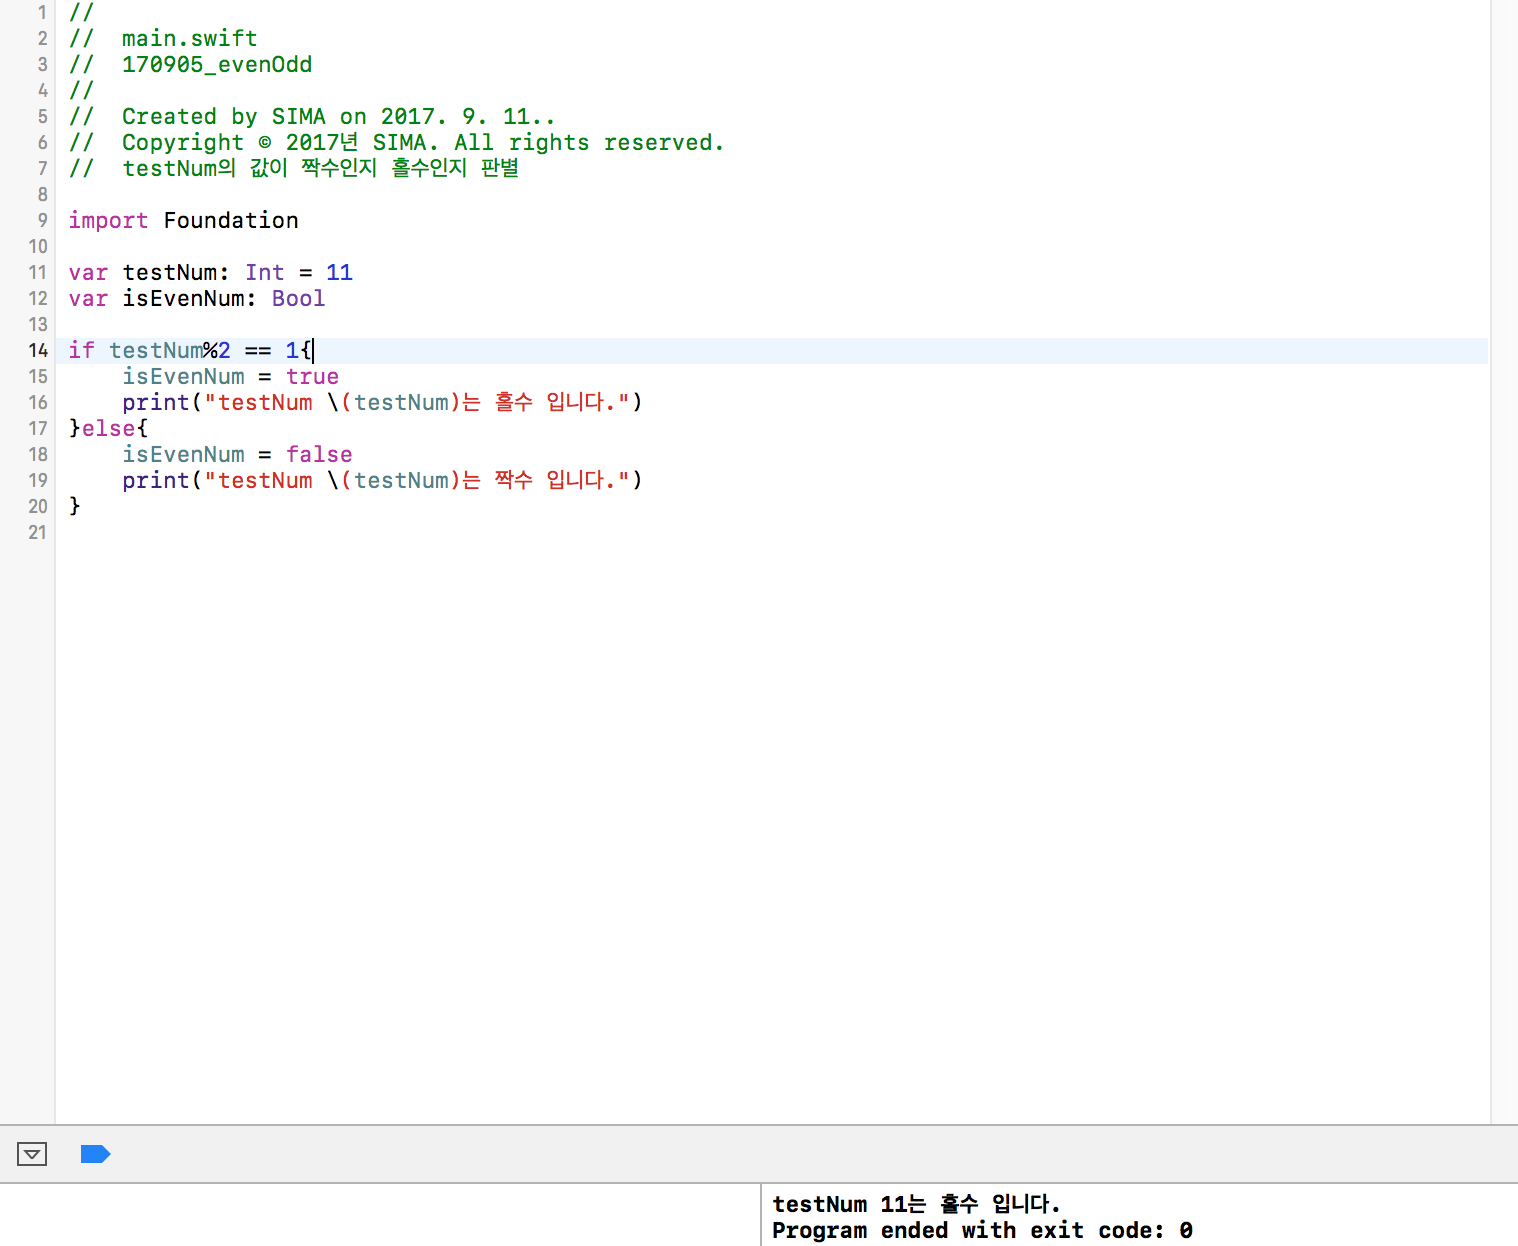 1 //
2 //  main.swift
3 //  170905_evenOdd
4 //
5 //  Created by SIMA on 2017. 9. 11..
6 //  Copyright © 2017년 SIMA. All rights reserved.
7 //  testNum의 값이 짝수인지 홀수인지 판별
8
9 import Foundation
10
11 var testNum: Int = 11
12 var isEvenNum: Bool
13
14 if testNum%2 == 1{
15     isEvenNum = true
16     print("testNum \(testNum)는 홀수 입니다.")
17 }else{
18     isEvenNum = false
19     print("testNum \(testNum)는 짝수 입니다.")
20 }
21
testNum 11는 홀수 입니다.
Program ended with exit code: 0